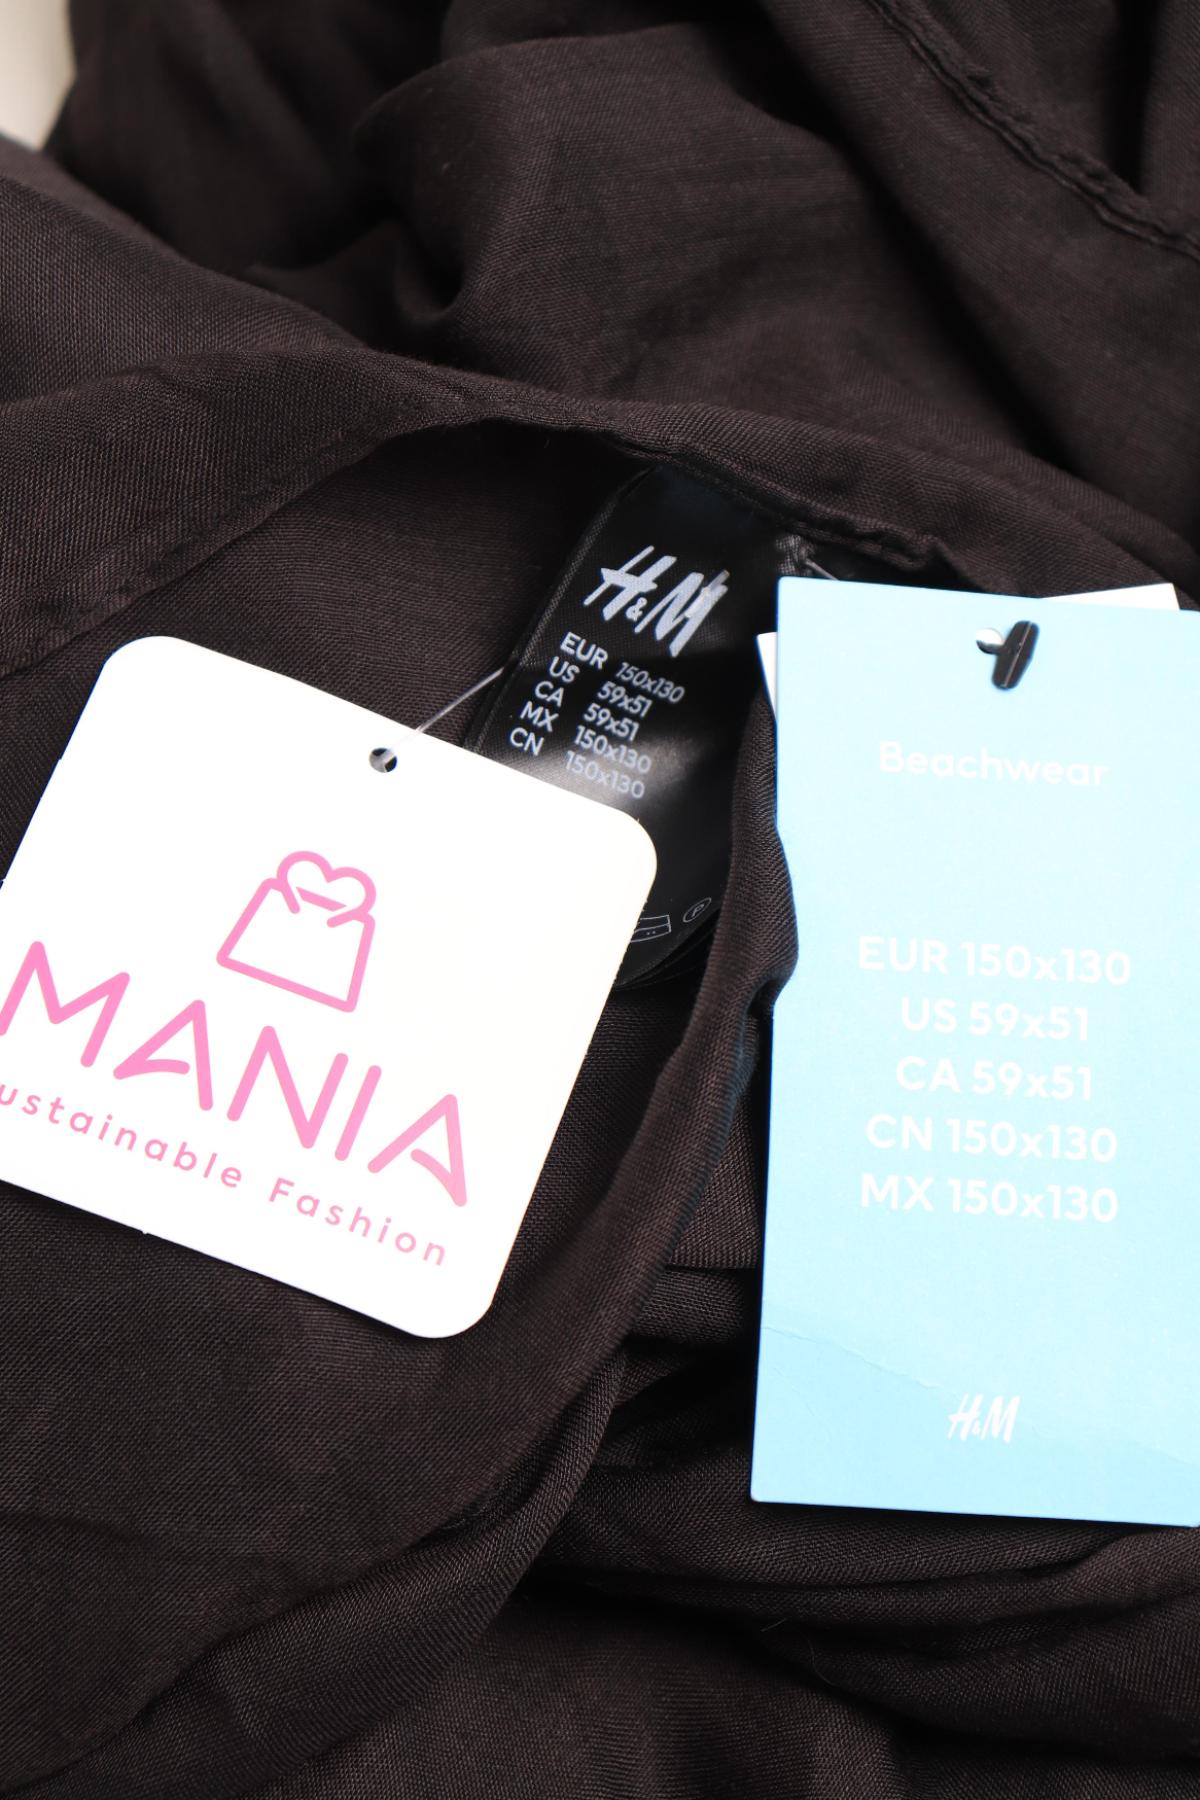 H&M
EUR 150x130
US 59x51
CA 59x51
MX 150x130
CN 150x130
P
MANIA
ustainable Fashion
Beachwear
EUR 150x130
US 59x51
CA 59x51
CN 150x130
MX 150x130
H&M